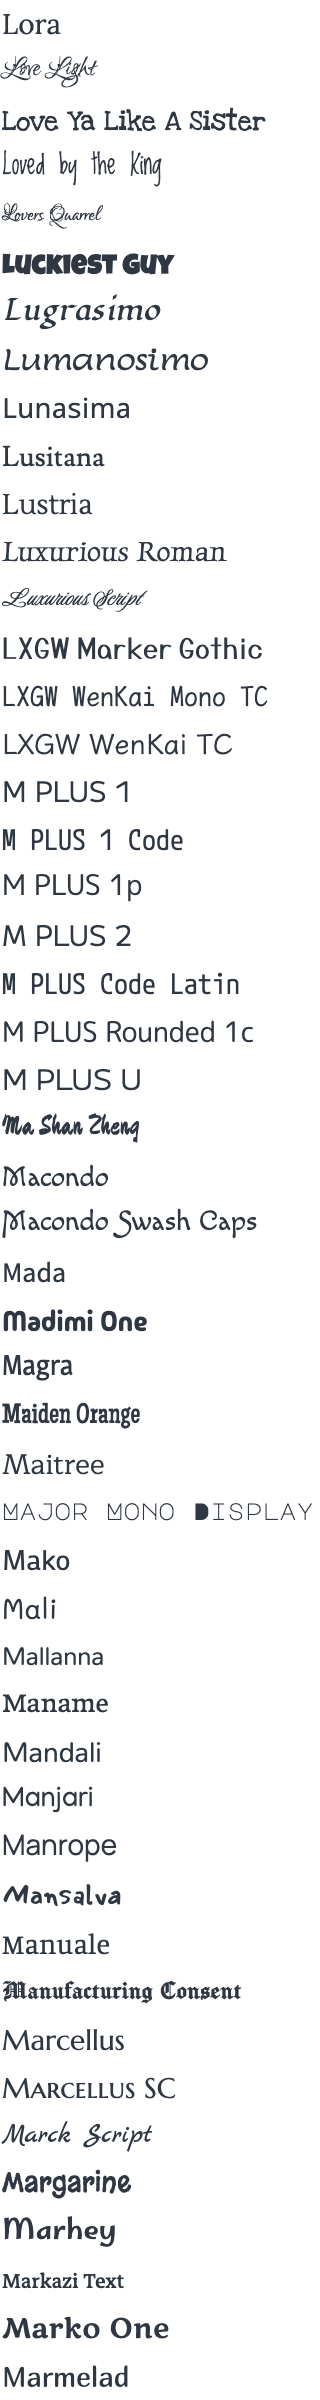 Lora
Love Light
Love Ya Like A Sister
Loved by the King
Lovers Quarrel
Luckiest Guy
Lugrasimo
Lumanosimo
Lunasima
Lusitana
Lustria
Luxurious Roman
Luxurious Script
LXGW Marker Gothic
LXGW WenKai Mono TC
LXGW WenKai TC
M PLUS 1
M PLUS 1 Code
M PLUS 1p
M PLUS 2
M PLUS Code Latin
M PLUS Rounded 1c
M PLUS U
Ma Shan Zheng
Macondo
Macondo Swash Caps
Mada
Madimi One
Magra
Maiden Orange
Maitree
Major Mono Display
Mako
Mali
Mallanna
Maname
Mandali
Manjari
Manrope
Mansalva
Manuale
Manufacturing Consent
Marcellus
Marcellus SC
Marck Script
Margarine
Marhey
Markazi Text
Marko One
Marmelad